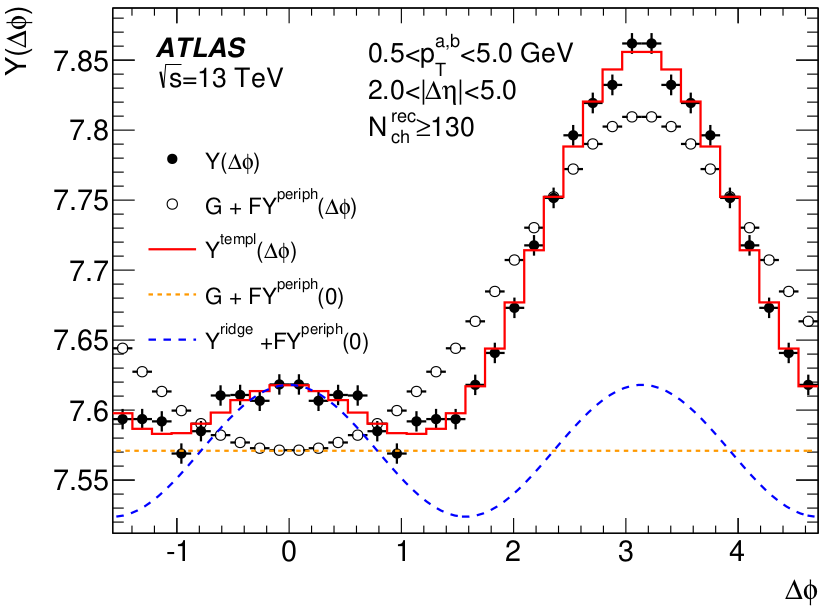 Y(Δϕ)
ATLAS
√s=13 TeV
0.5<p_T^{a,b}<5.0 GeV
2.0<|Δη|<5.0
N_{ch}^{rec}≥130
Y(Δϕ)
G + FY^{periph}(Δϕ)
Y^{templ}(Δϕ)
G + FY^{periph}(0)
Y^{ridge} +FY^{periph}(0)
7.85
7.8
7.75
7.7
7.65
7.6
7.55
-1 0 1 2 3 4
Δϕ